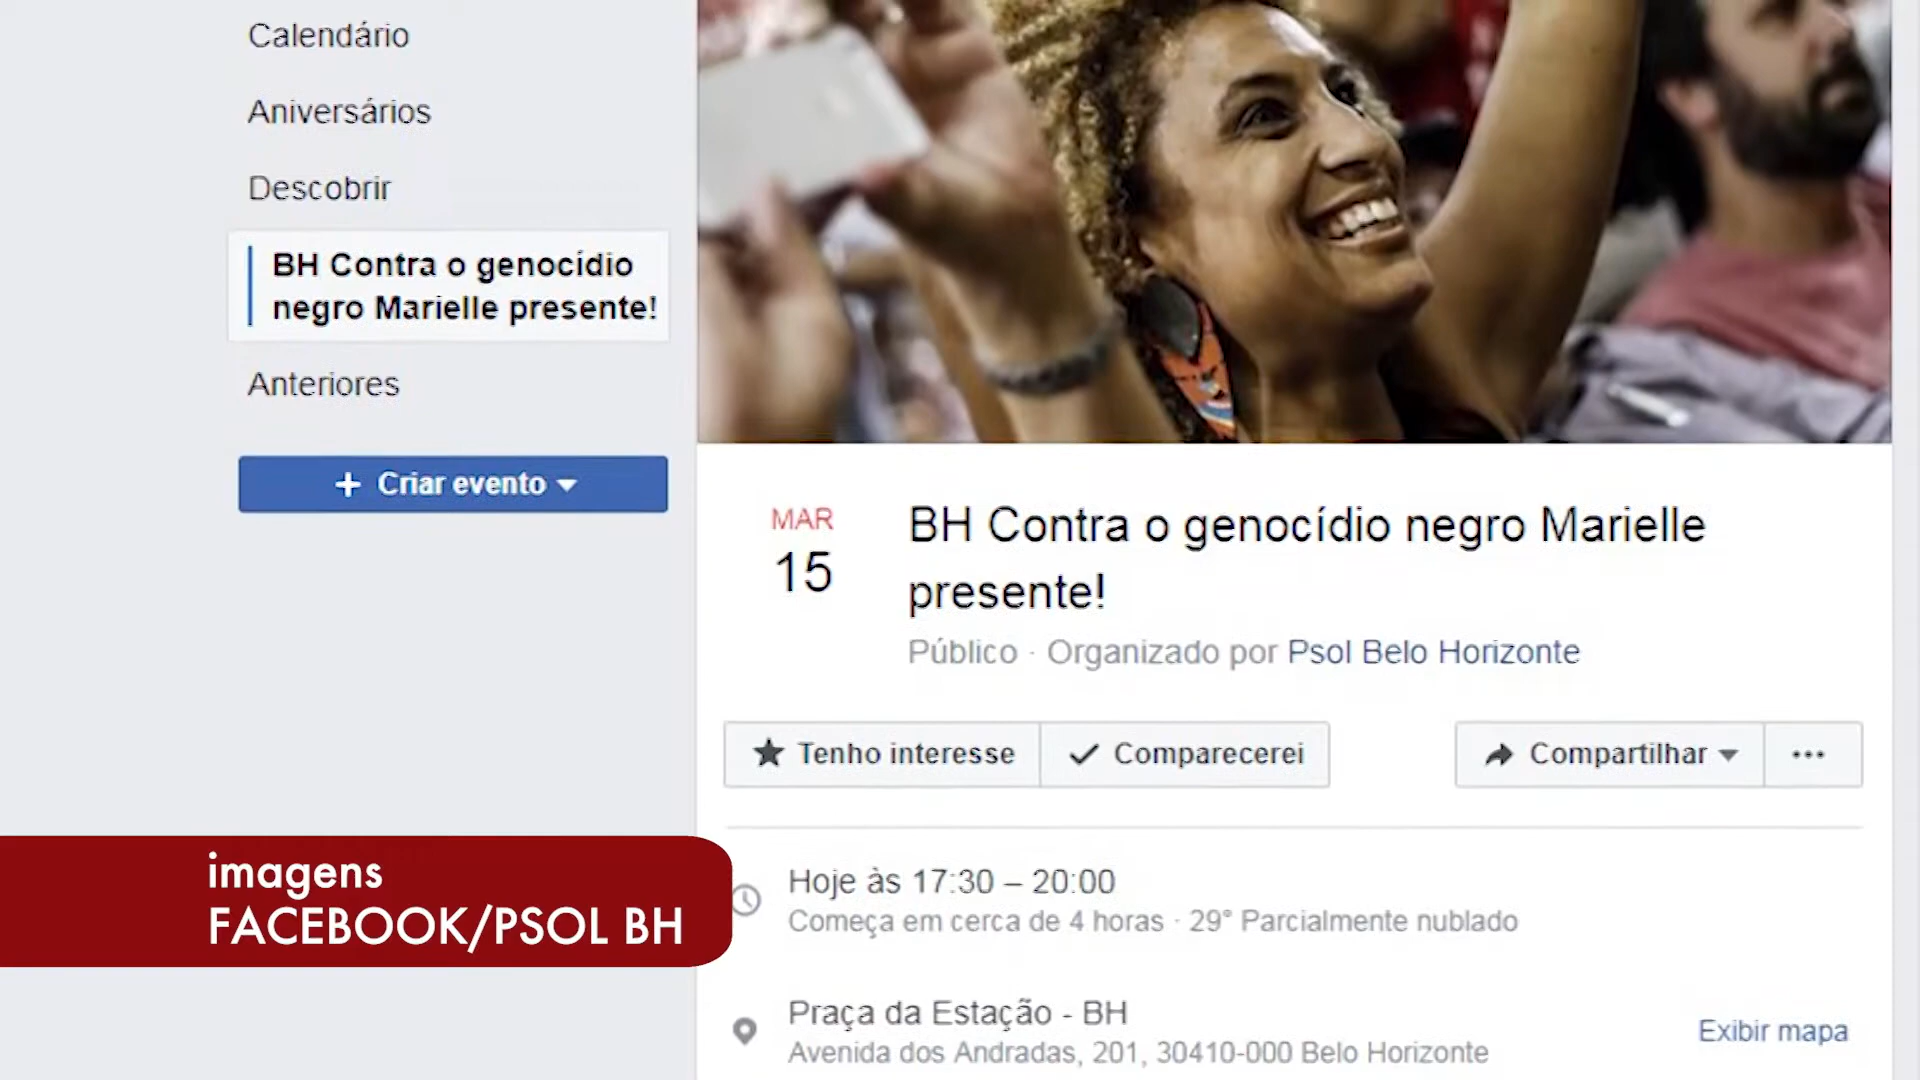 Calendário
Aniversários
Descobrir
BH Contra o genocídio
negro Marielle presente!
Anteriores
+ Criar evento
MAR
15
BH Contra o genocídio negro Marielle
presente!
Público · Organizado por Psol Belo Horizonte
Tenho interesse
Comparecerei
Compartilhar
Hoje às 17:30 – 20:00
Começa em cerca de 4 horas · 29° Parcialmente nublado
Praça da Estação - BH
Avenida dos Andradas, 201, 30410-000 Belo Horizonte
Exibir mapa
imagens
FACEBOOK/PSOL BH